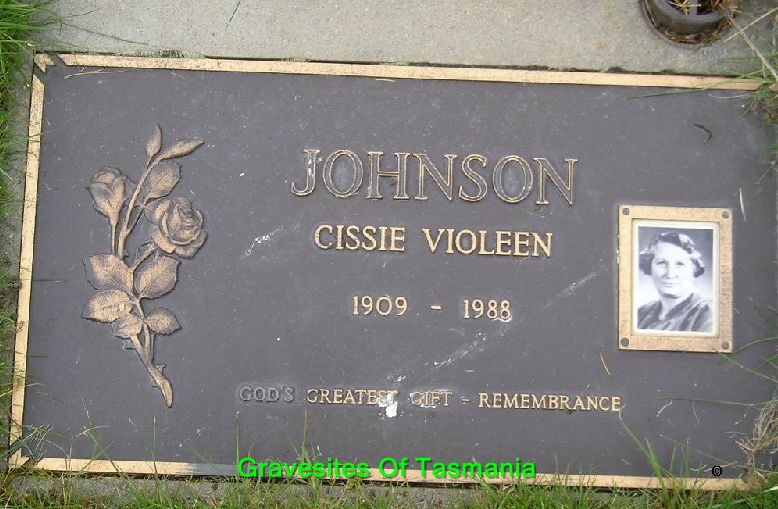 JOHNSON
CISSIE VIOLEEN
1909 - 1988
GOD'S GREATEST GIFT - REMEMBRANCE
Gravesites Of Tasmania
©